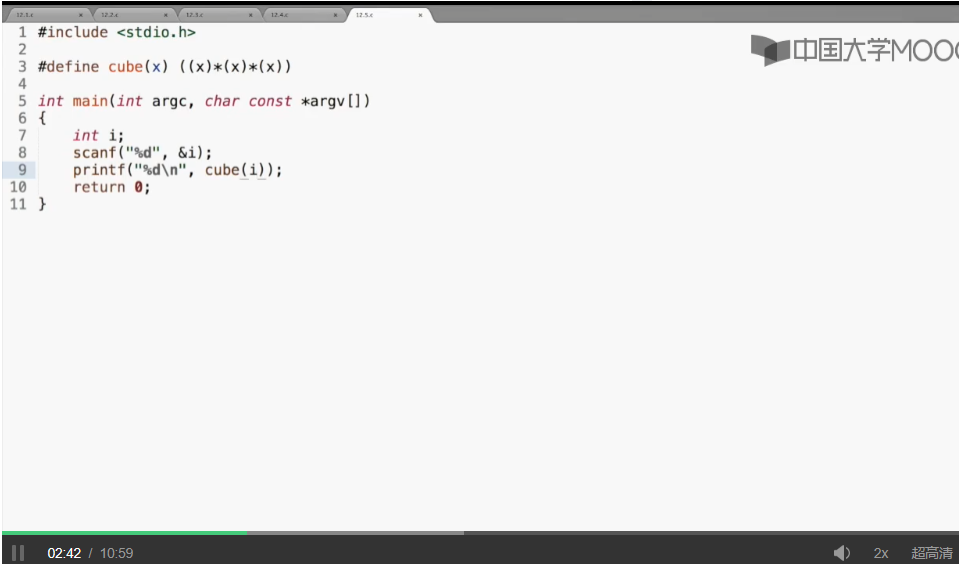 12.1.c × 12.2.c × 12.3.c × 12.4.c × 12.5.c ×
中国大学MOOC
1 #include <stdio.h>
2
3 #define cube(x) ((x)*(x)*(x))
4
5 int main(int argc, char const *argv[])
6 {
7 int i;
8 scanf("%d", &i);
9 printf("%d\n", cube(i));
10 return 0;
11 }
02:42 / 10:59 2x 超高清